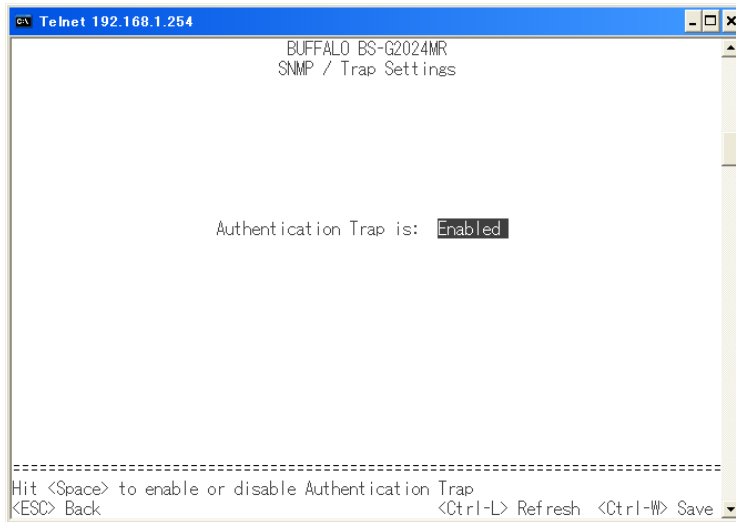 Telnet 192.168.1.254
BUFFALO BS-G2024MR
SNMP / Trap Settings
Authentication Trap is: Enabled
================================================================================
Hit <Space> to enable or disable Authentication Trap
<ESC> Back <Ctrl-L> Refresh <Ctrl-W> Save